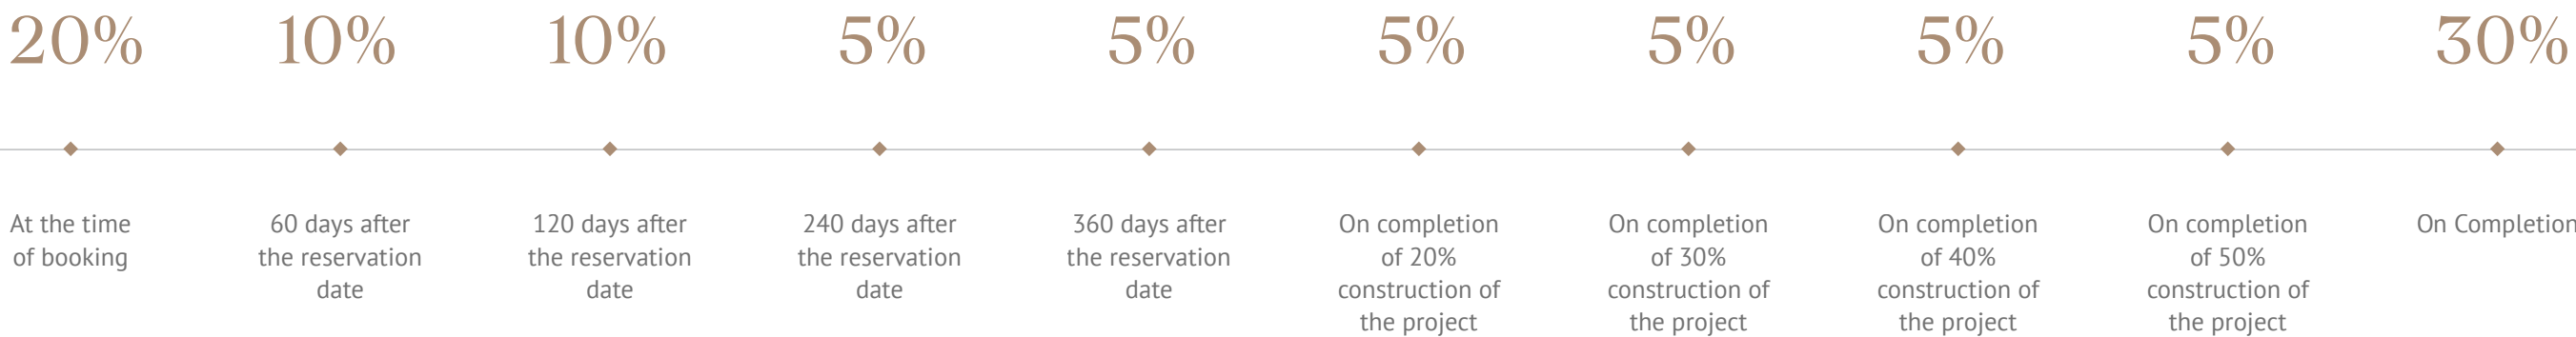 20%
At the time
of booking
10%
60 days after
the reservation
date
10%
120 days after
the reservation
date
5%
240 days after
the reservation
date
5%
360 days after
the reservation
date
5%
On completion
of 20%
construction of
the project
5%
On completion
of 30%
construction of
the project
5%
On completion
of 40%
construction of
the project
5%
On completion
of 50%
construction of
the project
30%
On Completion